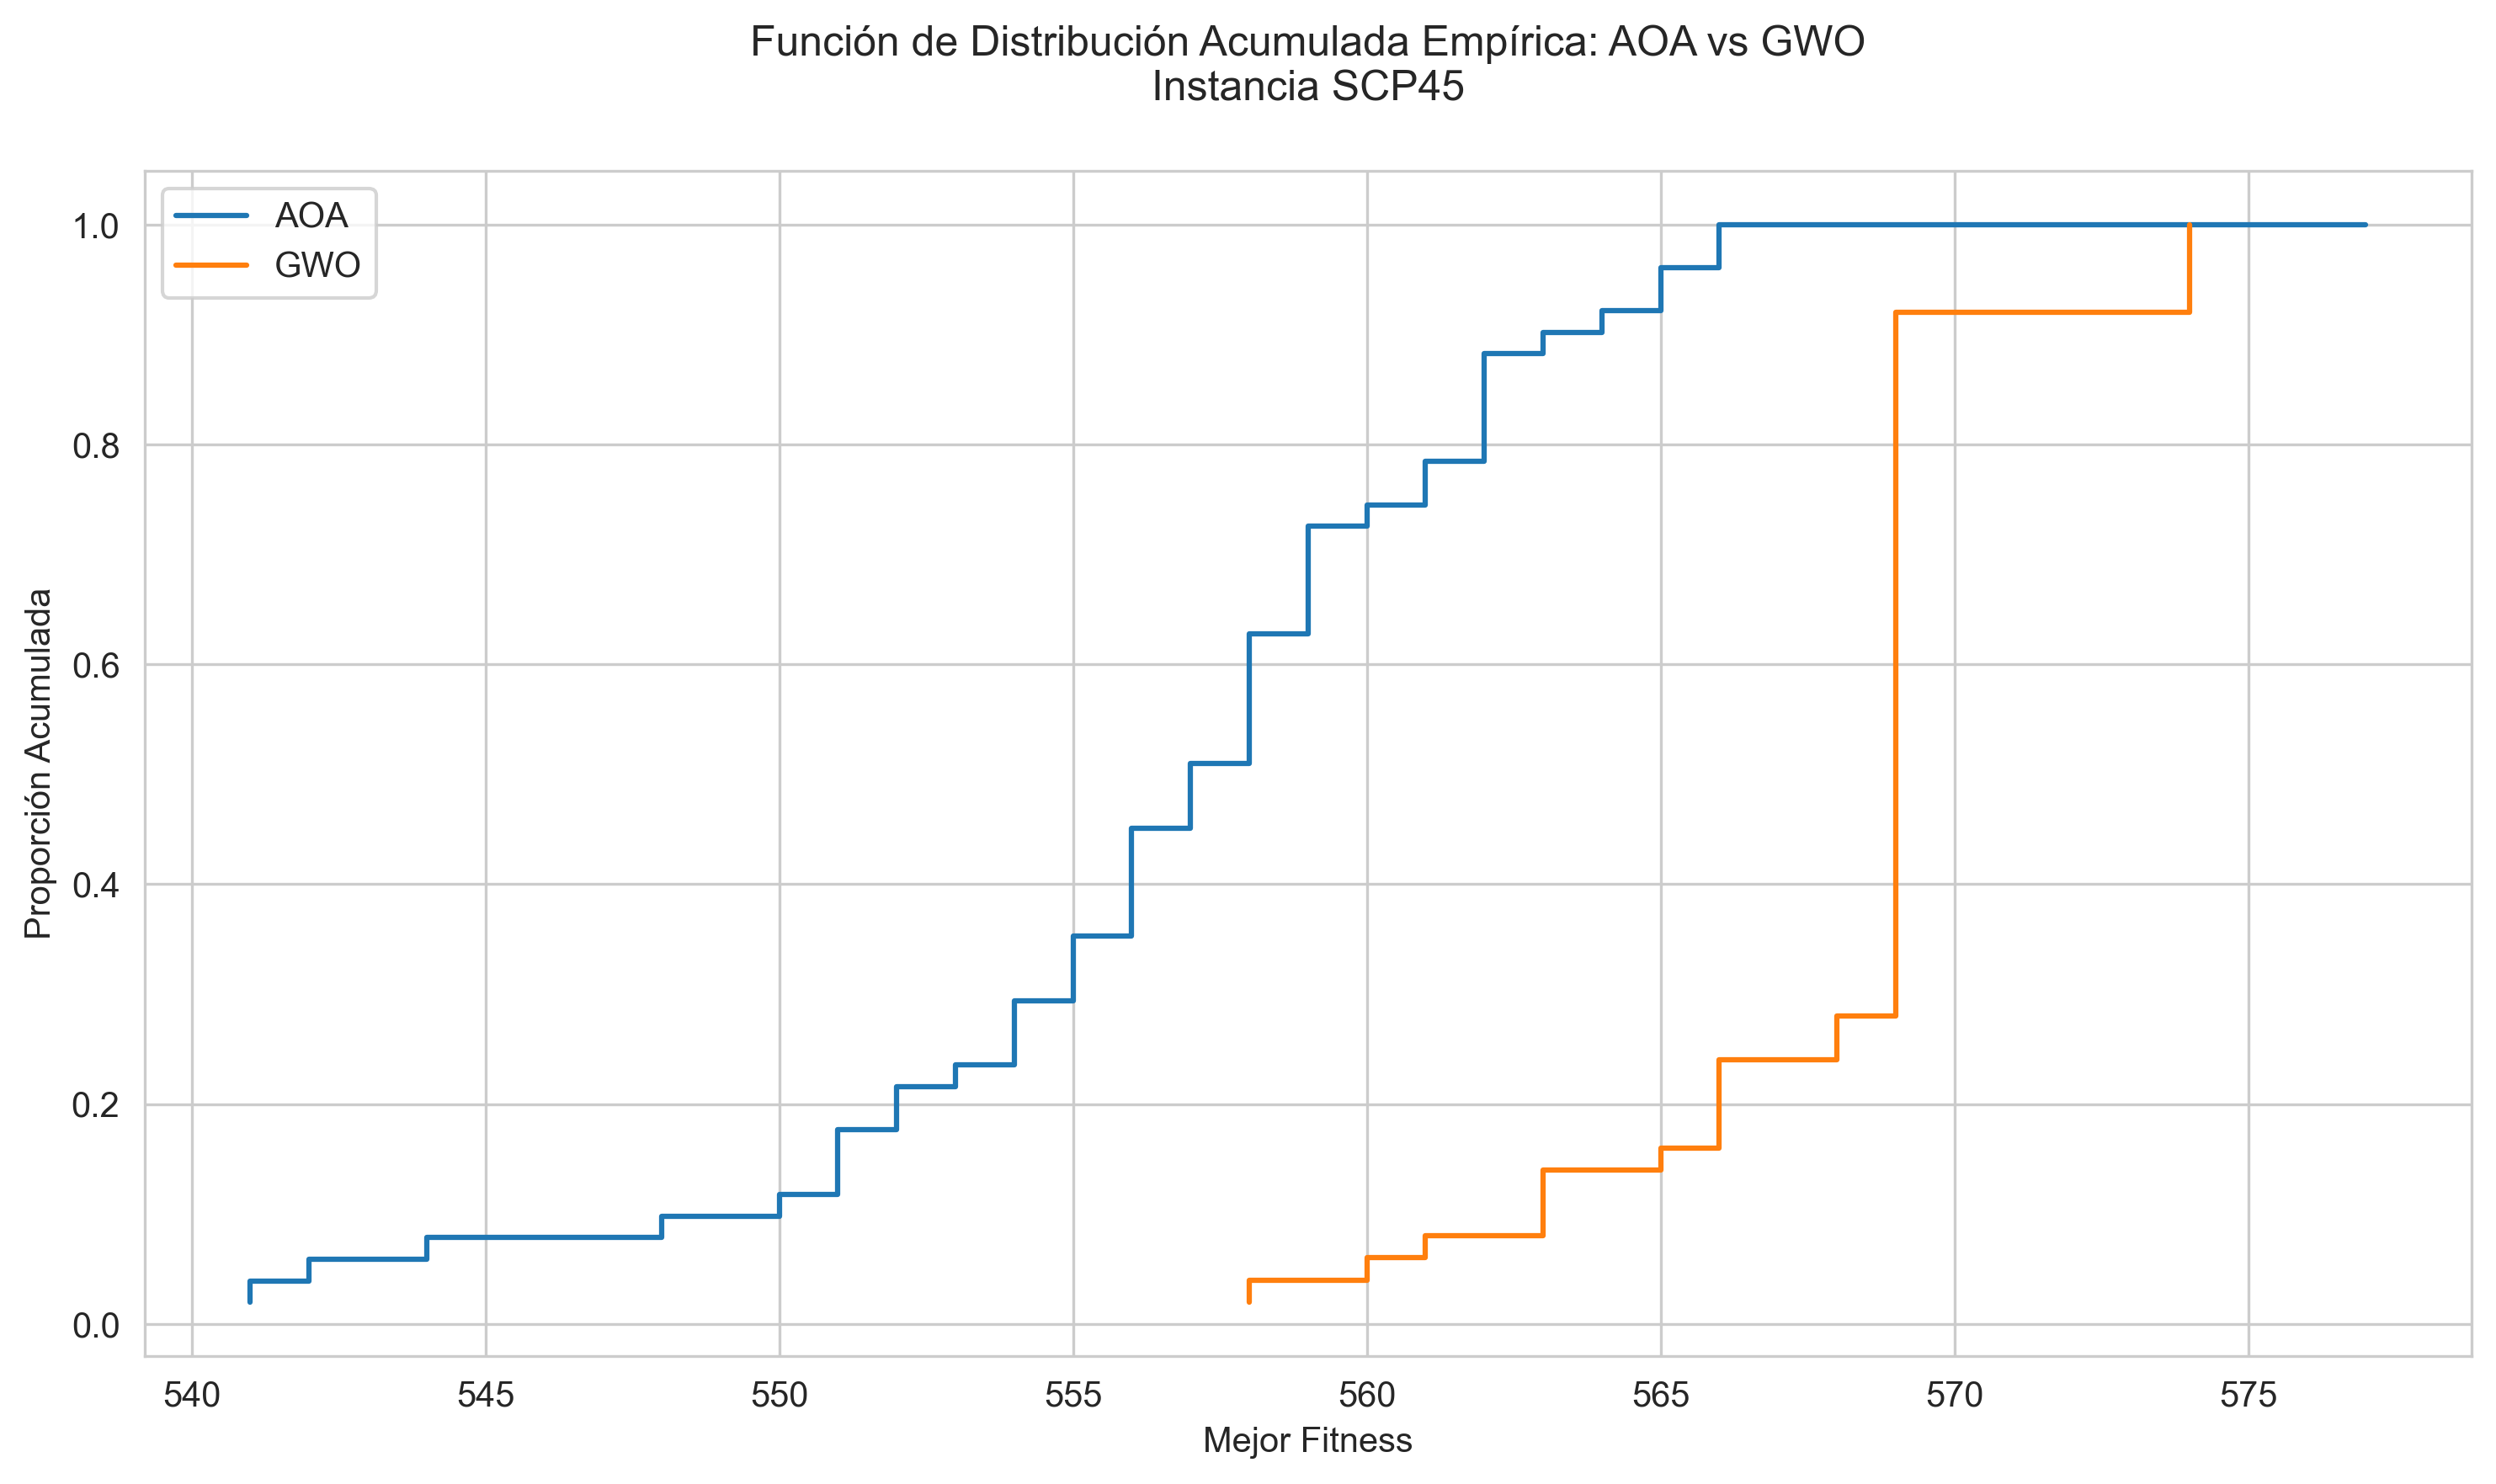 Función de Distribución Acumulada Empírica: AOA vs GWO
Instancia SCP45
AOA
GWO
1.0
0.8
0.6
0.4
0.2
0.0
Proporción Acumulada
540 545 550 555 560 565 570 575
Mejor Fitness